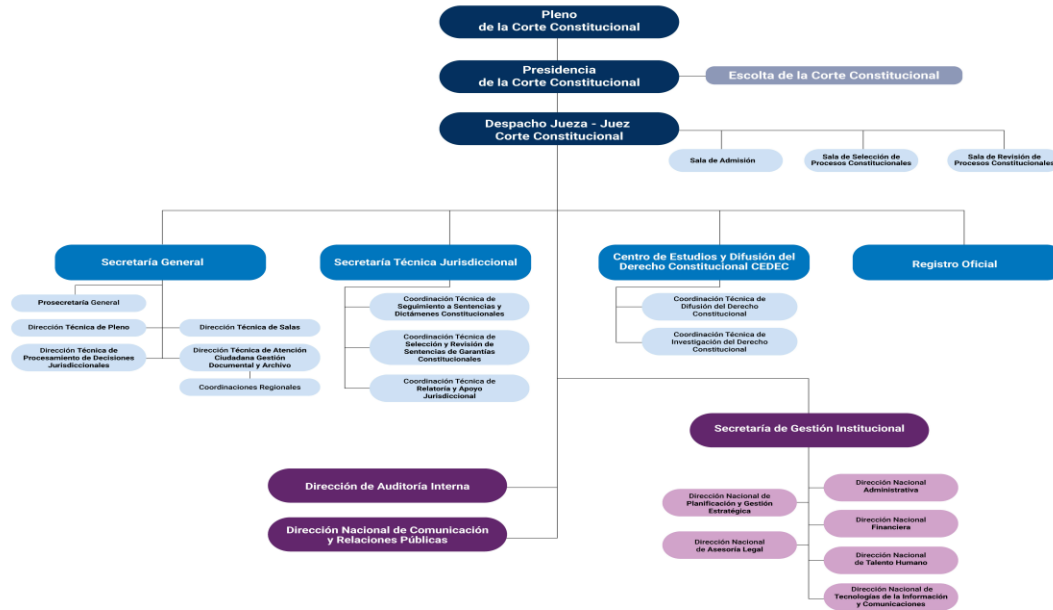 Pleno
de la Corte Constitucional
Presidencia
de la Corte Constitucional
Escolta de la Corte Constitucional
Despacho Jueza - Juez
Corte Constitucional
Sala de Admisión
Sala de Selección de
Procesos Constitucionales
Sala de Revisión de
Procesos Constitucionales
Secretaría General
Secretaría Técnica Jurisdiccional
Centro de Estudios y Difusión del
Derecho Constitucional CEDEC
Registro Oficial
Prosecretaría General
Dirección Técnica de Pleno
Dirección Técnica de Salas
Dirección Técnica de
Procesamiento de Decisiones
Jurisdiccionales
Dirección Técnica de Atención
Ciudadana Gestión
Documental y Archivo
Coordinaciones Regionales
Coordinación Técnica de
Seguimiento a Sentencias y
Dictámenes Constitucionales
Coordinación Técnica de
Selección y Revisión de
Sentencias de Garantías
Constitucionales
Coordinación Técnica de
Relatoría y Apoyo
Jurisdiccional
Coordinación Técnica de
Difusión del Derecho
Constitucional
Coordinación Técnica de
Investigación del Derecho
Constitucional
Secretaría de Gestión Institucional
Dirección de Auditoría Interna
Dirección Nacional de Comunicación
y Relaciones Públicas
Dirección Nacional de
Planificación y Gestión
Estratégica
Dirección Nacional
de Asesoría Legal
Dirección Nacional
Administrativa
Dirección Nacional
Financiera
Dirección Nacional
de Talento Humano
Dirección Nacional de
Tecnologías de la Información
y Comunicaciones